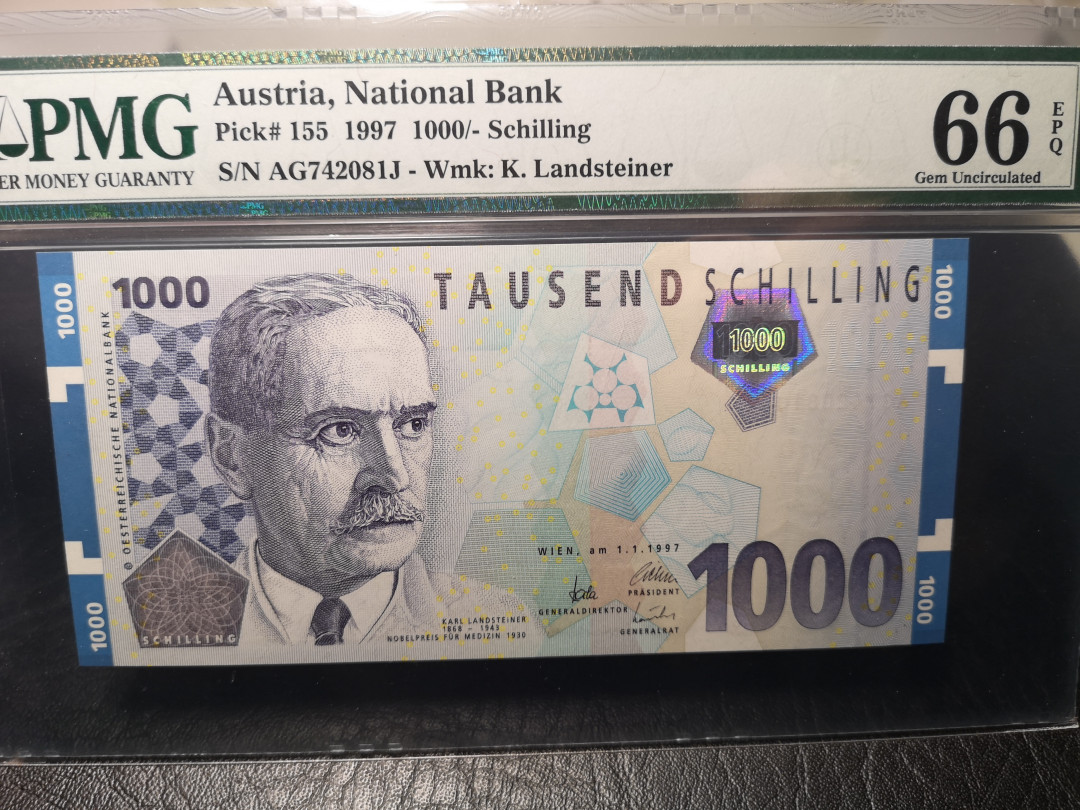 PMG
ER MONEY GUARANTY
Austria, National Bank
Pick# 155 1997 1000/- Schilling
S/N AG742081J - Wmk: K. Landsteiner
66 EPQ
Gem Uncirculated
1000
1000
TAUSEND SCHILLING
1000
1000
SCHILLING
© OESTERREICHISCHE NATIONALBANK
WIEN, am 1.1.1997
PRÄSIDENT
GENERALDIREKTOR
GENERALRAT
1000
KARL LANDSTEINER
1868 – 1943
NOBELPREIS FÜR MEDIZIN 1930
SCHILLING
1000
1000